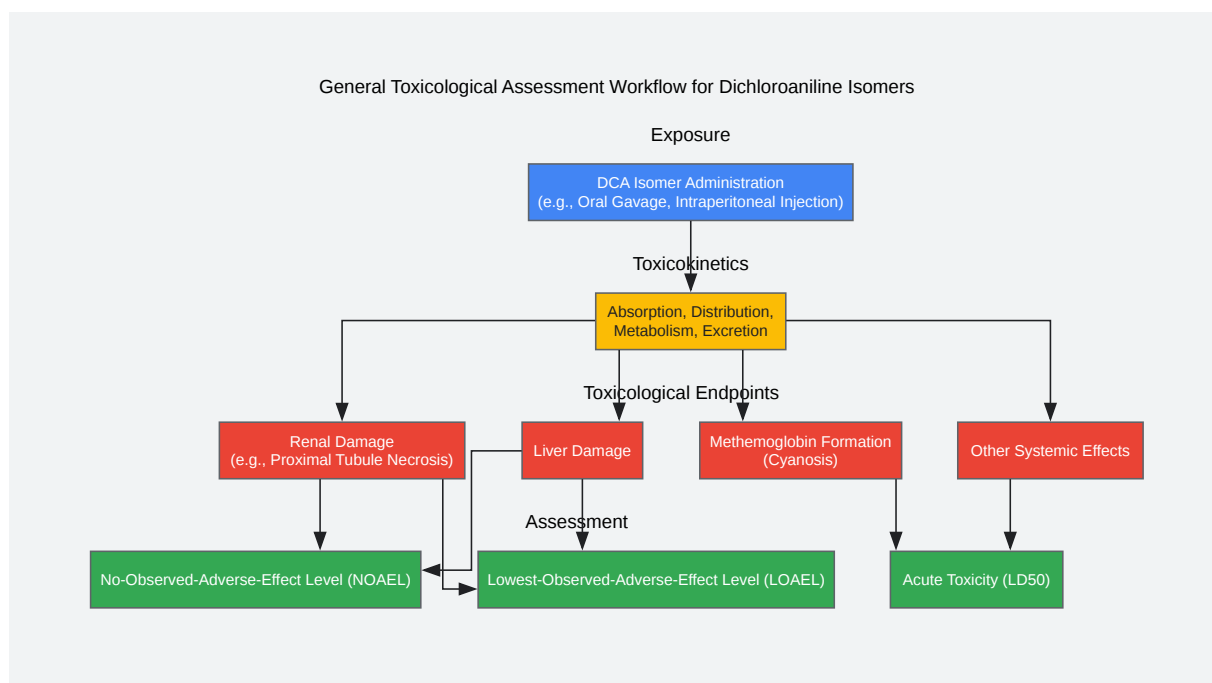 General Toxicological Assessment Workflow for Dichloroaniline Isomers
Exposure
DCA Isomer Administration
(e.g., Oral Gavage, Intraperitoneal Injection)
Toxicokinetics
Absorption, Distribution,
Metabolism, Excretion
Toxicological Endpoints
Renal Damage
(e.g., Proximal Tubule Necrosis)
Liver Damage
Methemoglobin Formation
(Cyanosis)
Other Systemic Effects
Assessment
No-Observed-Adverse-Effect Level (NOAEL)
Lowest-Observed-Adverse-Effect Level (LOAEL)
Acute Toxicity (LD50)